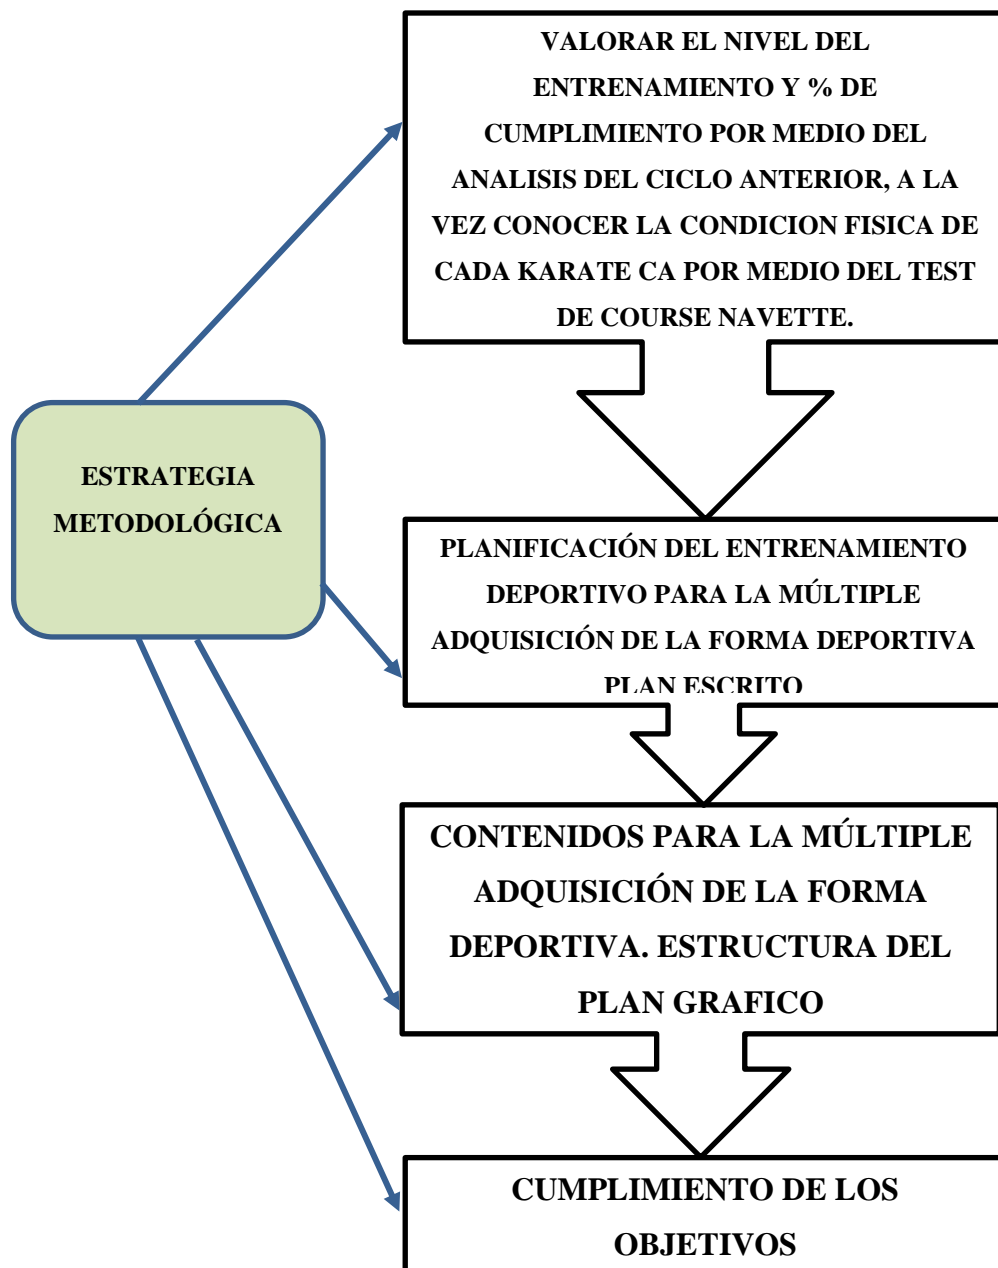 VALORAR EL NIVEL DEL
ENTRENAMIENTO Y % DE
CUMPLIMIENTO POR MEDIO DEL
ANALISIS DEL CICLO ANTERIOR, A LA
VEZ CONOCER LA CONDICION FISICA DE
CADA KARATE CA POR MEDIO DEL TEST
DE COURSE NAVETTE.
ESTRATEGIA
METODOLÓGICA
PLANIFICACIÓN DEL ENTRENAMIENTO
DEPORTIVO PARA LA MÚLTIPLE
ADQUISICIÓN DE LA FORMA DEPORTIVA
PLAN ESCRITO
CONTENIDOS PARA LA MÚLTIPLE
ADQUISICIÓN DE LA FORMA
DEPORTIVA. ESTRUCTURA DEL
PLAN GRAFICO
CUMPLIMIENTO DE LOS
OBJETIVOS